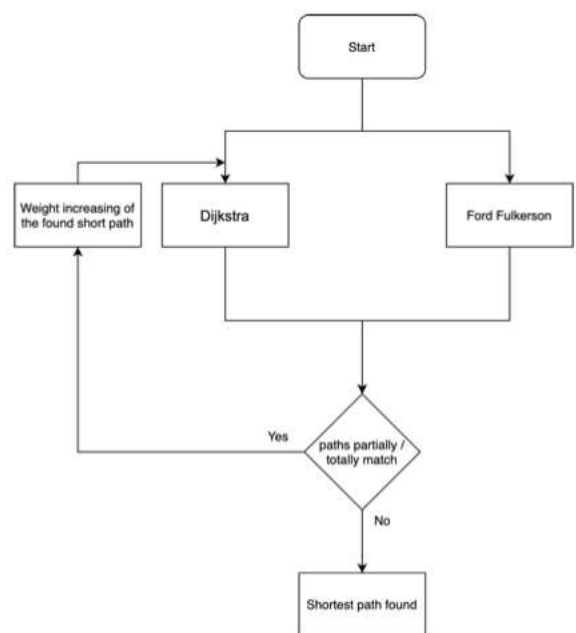 Start
Weight increasing of
the found short path
Dijkstra
Ford Fulkerson
Yes
paths partially /
totally match
No
Shortest path found